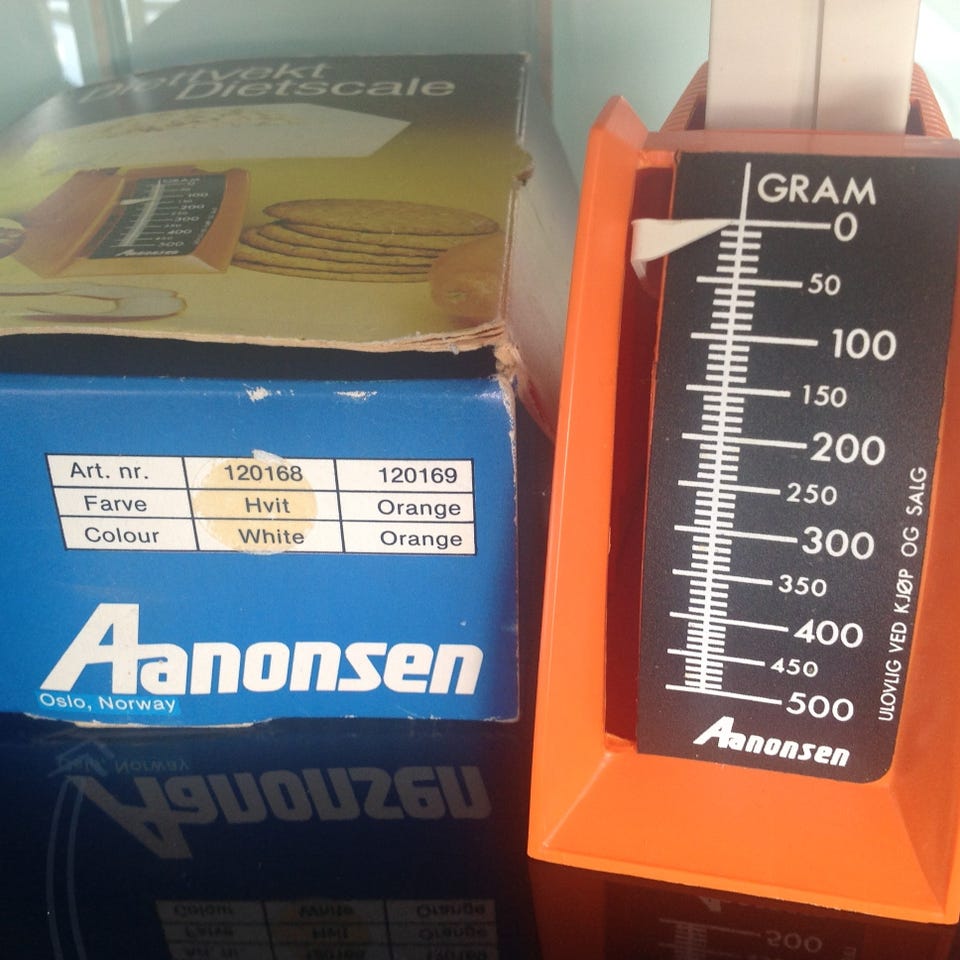 Diettvekt
Dietscale
Art. nr. 120168 120169
Farve Hvit Orange
Colour White Orange
Aanonsen
Oslo, Norway
GRAM
0
50
100
150
200
250
300
350
400
450
500
Aanonsen
ULOVLIG VED KJØP OG SALG